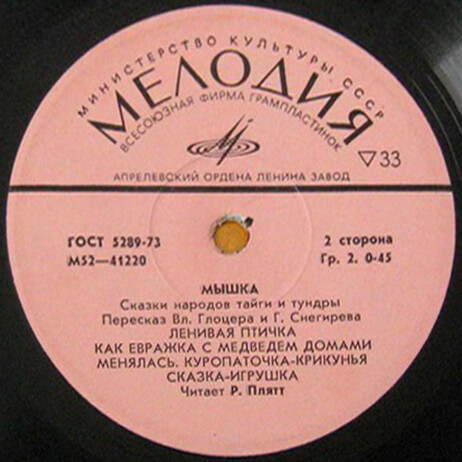 МИНИСТЕРСТВО КУЛЬТУРЫ СССР
МЕЛОДИЯ
ВСЕСОЮЗНАЯ ФИРМА ГРАМПЛАСТИНОК
▽33
АПРЕЛЕВСКИЙ ОРДЕНА ЛЕНИНА ЗАВОД
ГОСТ 5289-73
2 сторона
М52—41220
Гр. 2. 0-45
МЫШКА
Сказки народов тайги и тундры
Пересказ Вл. Глоцера и Г. Снегирева
ЛЕНИВАЯ ПТИЧКА
КАК ЕВРАЖКА С МЕДВЕДЕМ ДОМАМИ
МЕНЯЛАСЬ. КУРОПАТОЧКА-КРИКУНЬЯ
СКАЗКА-ИГРУШКА
Читает Р. Плятт